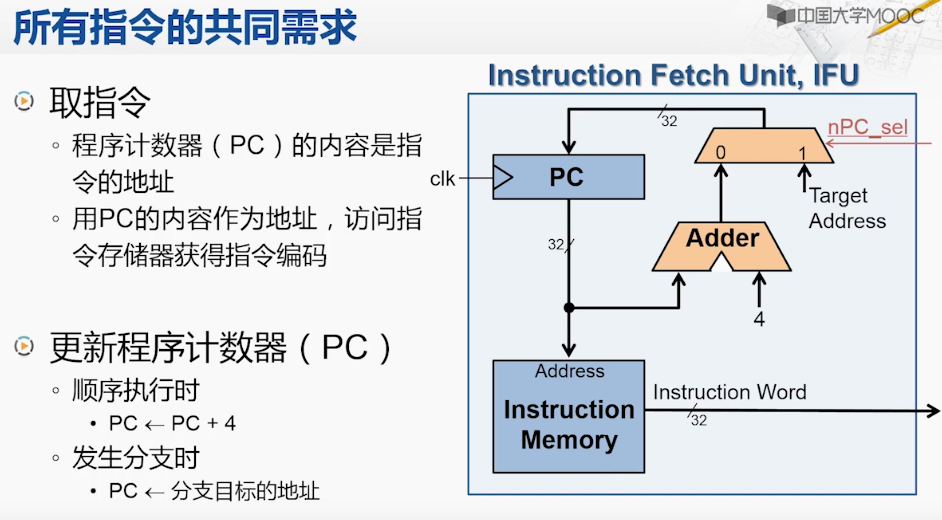 所有指令的共同需求
中国大学MOOC
取指令
程序计数器（PC）的内容是指
令的地址
用PC的内容作为地址，访问指
令存储器获得指令编码
更新程序计数器（PC）
顺序执行时
• PC ← PC + 4
发生分支时
• PC ← 分支目标的地址
Instruction Fetch Unit, IFU
32
nPC_sel
0
1
clk
PC
Target
Address
Adder
32
4
Address
Instruction
Memory
Instruction Word
32